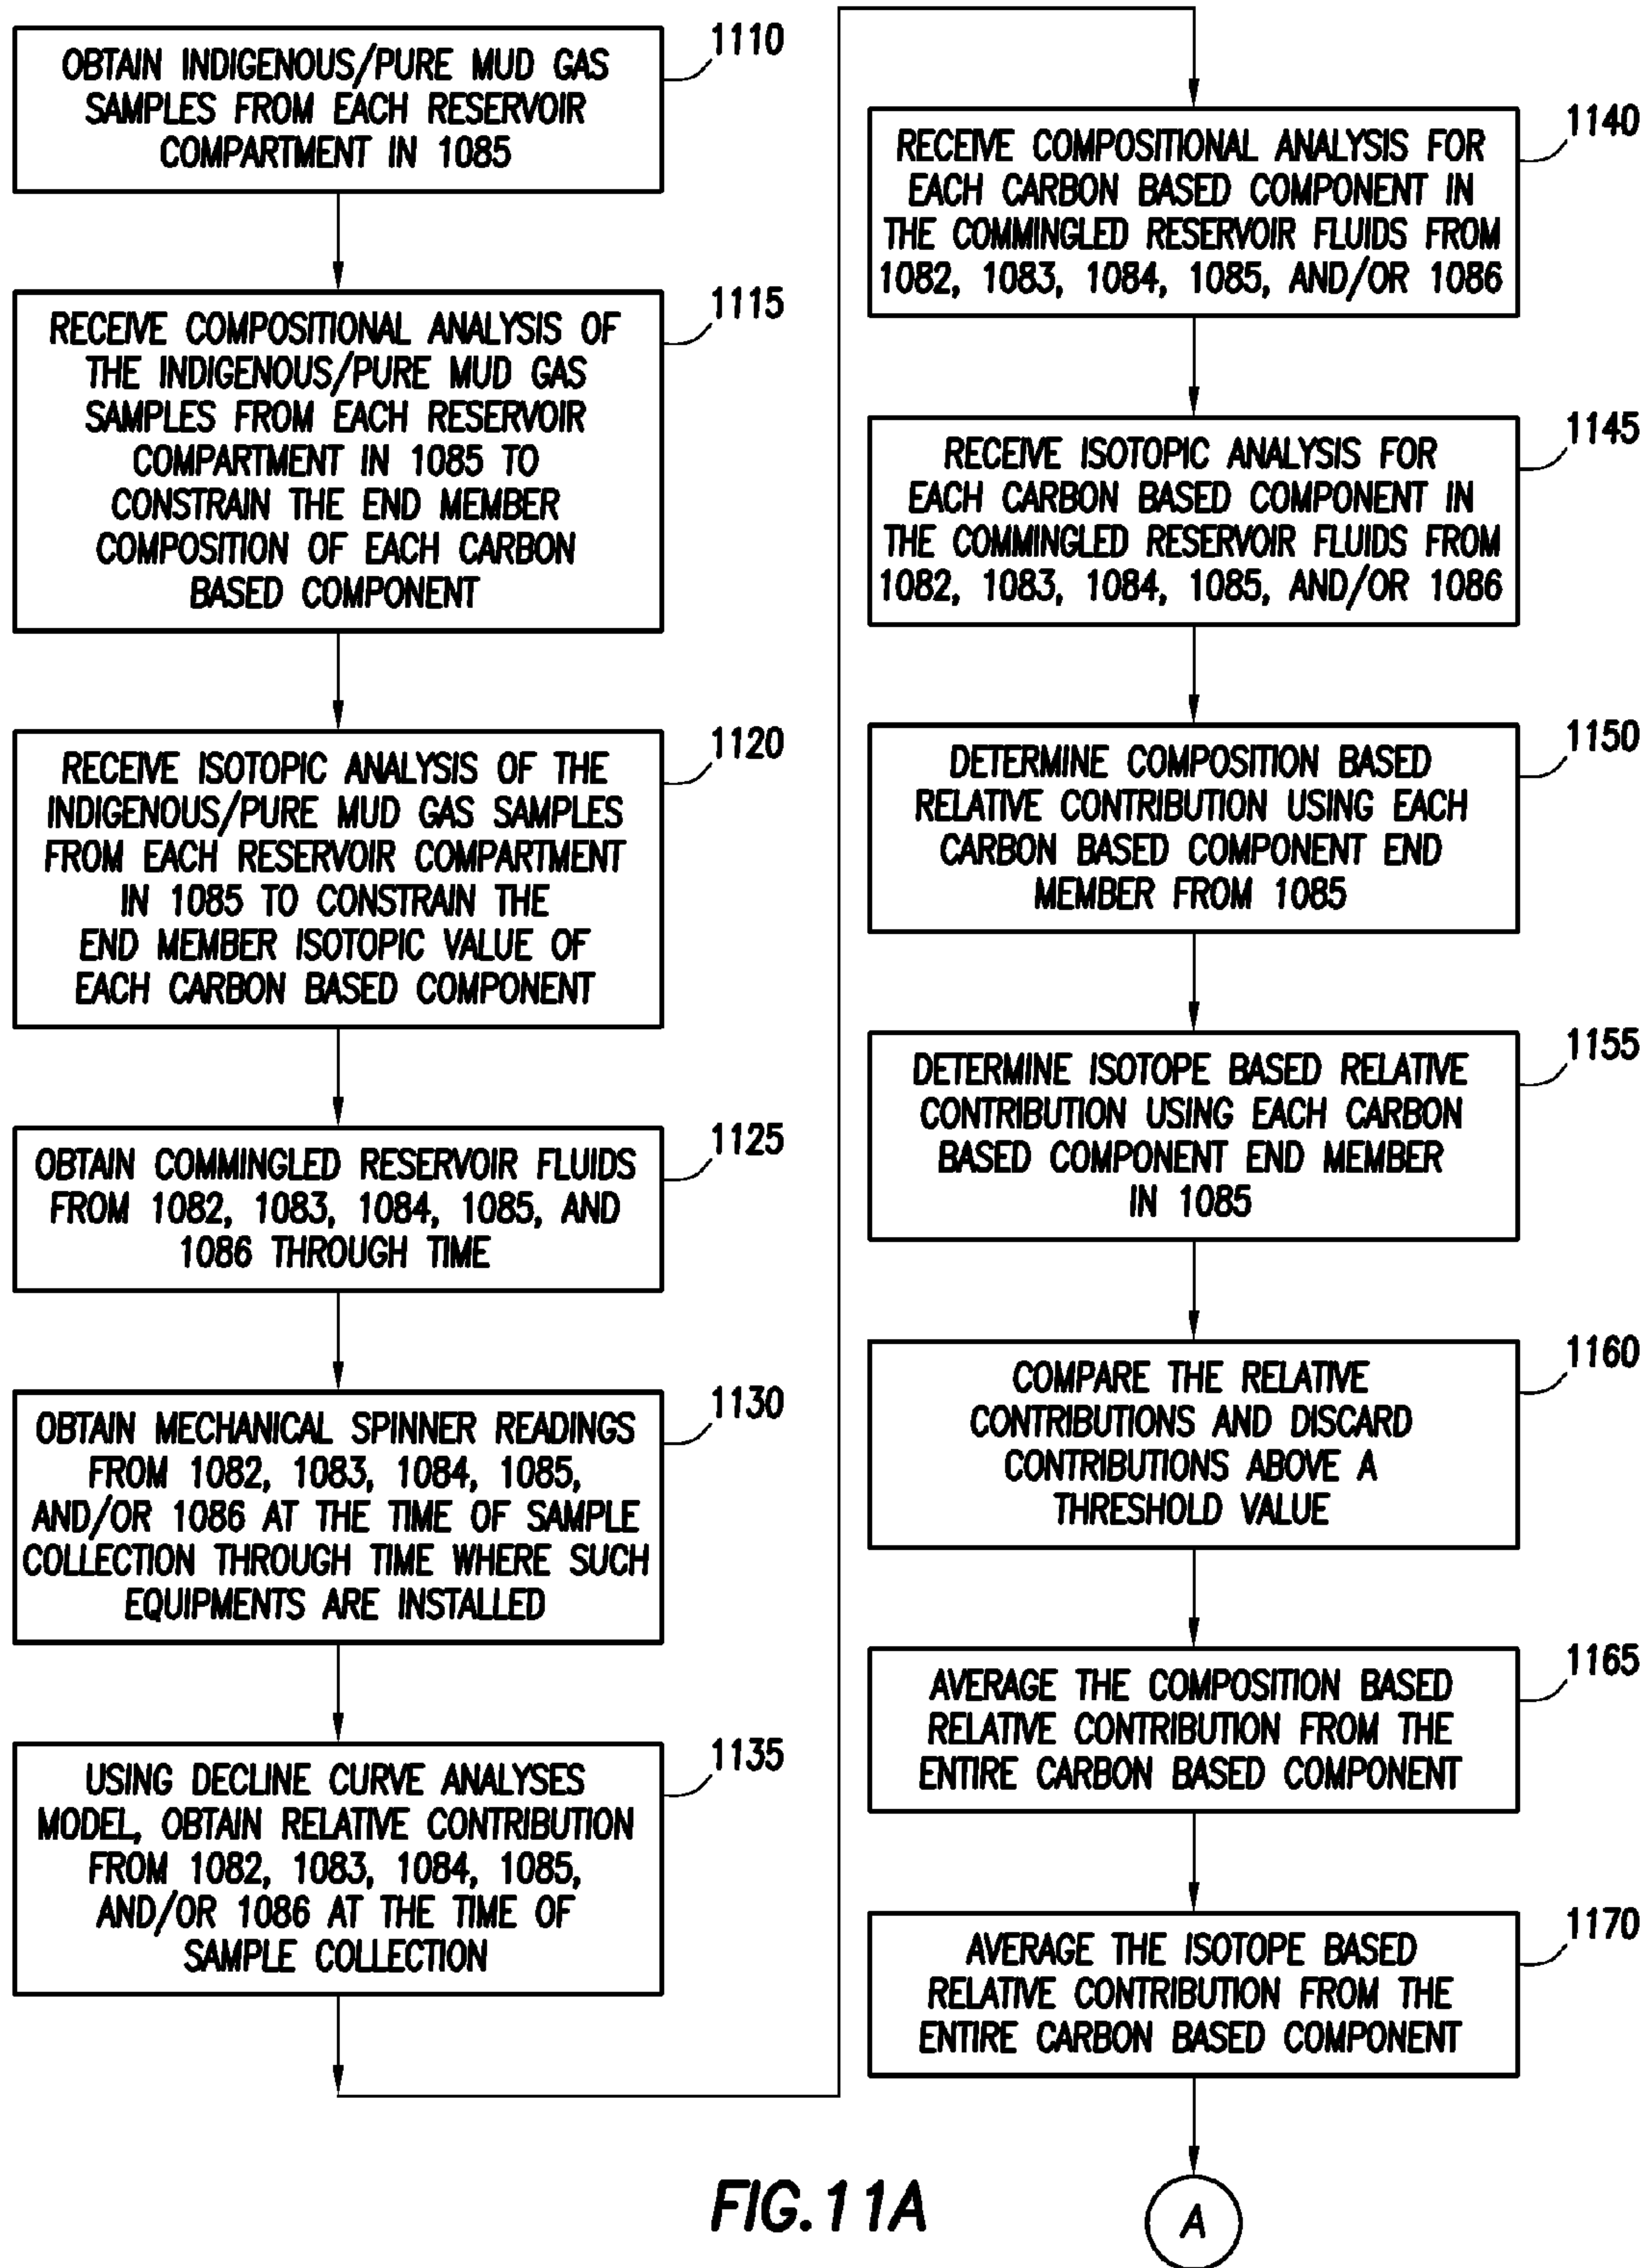 1110
OBTAIN INDIGENOUS/PURE MUD GAS
SAMPLES FROM EACH RESERVOIR
COMPARTMENT IN 1085
1115
RECEIVE COMPOSITIONAL ANALYSIS OF
THE INDIGENOUS/PURE MUD GAS
SAMPLES FROM EACH RESERVOIR
COMPARTMENT IN 1085 TO
CONSTRAIN THE END MEMBER
COMPOSITION OF EACH CARBON
BASED COMPONENT
1120
RECEIVE ISOTOPIC ANALYSIS OF THE
INDIGENOUS/PURE MUD GAS SAMPLES
FROM EACH RESERVOIR COMPARTMENT
IN 1085 TO CONSTRAIN THE
END MEMBER ISOTOPIC VALUE OF
EACH CARBON BASED COMPONENT
1125
OBTAIN COMMINGLED RESERVOIR FLUIDS
FROM 1082, 1083, 1084, 1085, AND
1086 THROUGH TIME
1130
OBTAIN MECHANICAL SPINNER READINGS
FROM 1082, 1083, 1084, 1085,
AND/OR 1086 AT THE TIME OF SAMPLE
COLLECTION THROUGH TIME WHERE SUCH
EQUIPMENTS ARE INSTALLED
1135
USING DECLINE CURVE ANALYSES
MODEL, OBTAIN RELATIVE CONTRIBUTION
FROM 1082, 1083, 1084, 1085,
AND/OR 1086 AT THE TIME OF
SAMPLE COLLECTION
1140
RECEIVE COMPOSITIONAL ANALYSIS FOR
EACH CARBON BASED COMPONENT IN
THE COMMINGLED RESERVOIR FLUIDS FROM
1082, 1083, 1084, 1085, AND/OR 1086
1145
RECEIVE ISOTOPIC ANALYSIS FOR
EACH CARBON BASED COMPONENT IN
THE COMMINGLED RESERVOIR FLUIDS FROM
1082, 1083, 1084, 1085, AND/OR 1086
1150
DETERMINE COMPOSITION BASED
RELATIVE CONTRIBUTION USING EACH
CARBON BASED COMPONENT END
MEMBER FROM 1085
1155
DETERMINE ISOTOPE BASED RELATIVE
CONTRIBUTION USING EACH CARBON
BASED COMPONENT END MEMBER
IN 1085
1160
COMPARE THE RELATIVE
CONTRIBUTIONS AND DISCARD
CONTRIBUTIONS ABOVE A
THRESHOLD VALUE
1165
AVERAGE THE COMPOSITION BASED
RELATIVE CONTRIBUTION FROM THE
ENTIRE CARBON BASED COMPONENT
1170
AVERAGE THE ISOTOPE BASED
RELATIVE CONTRIBUTION FROM THE
ENTIRE CARBON BASED COMPONENT
A
FIG.11A